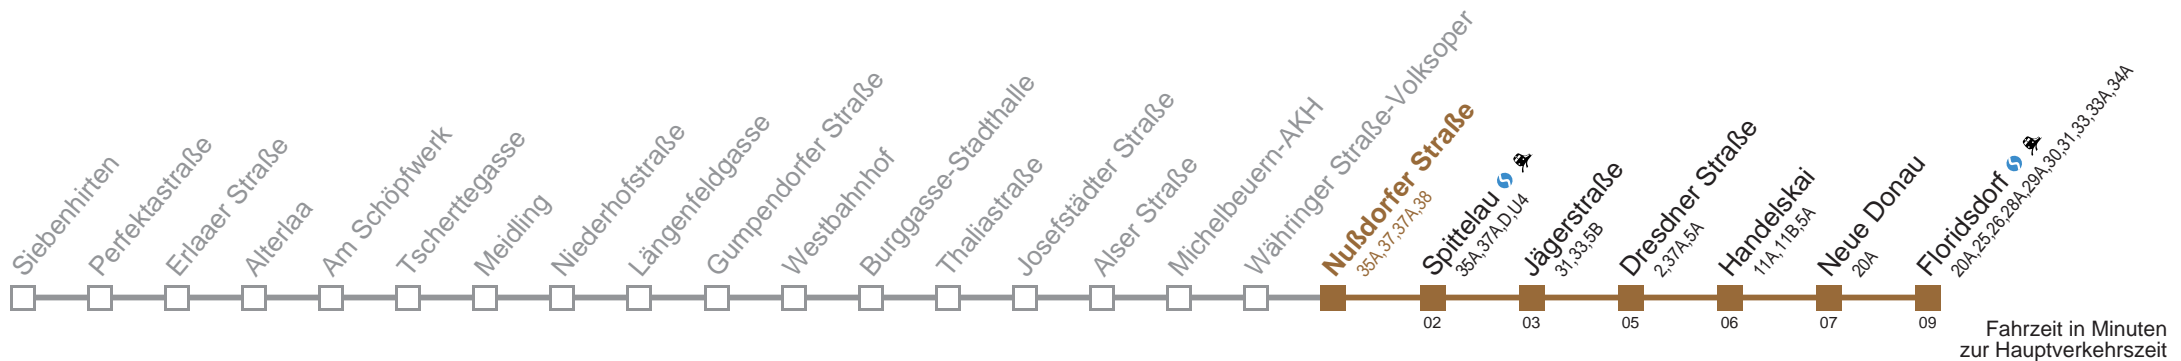 Siebenhirten
Perfektastraße
Erlaaer Straße
Alterlaa
Am Schöpfwerk
Tscherttegasse
Meidling
Niederhofstraße
Längenfeldgasse
Gumpendorfer Straße
Westbahnhof
Burggasse-Stadthalle
Thaliastraße
Josefstädter Straße
Alser Straße
Michelbeuern-AKH
Währinger Straße-Volksoper
Nußdorfer Straße
35A,37,37A,38
Spittelau
35A,37A,D,U4
Jägerstraße
31,33,5B
Dresdner Straße
2,37A,5A
Handelskai
11A,11B,5A
Neue Donau
20A
Floridsdorf
20A,25,26,28A,29A,30,31,33,33A,34A
02 03 05 06 07 09
Fahrzeit in Minuten
zur Hauptverkehrszeit